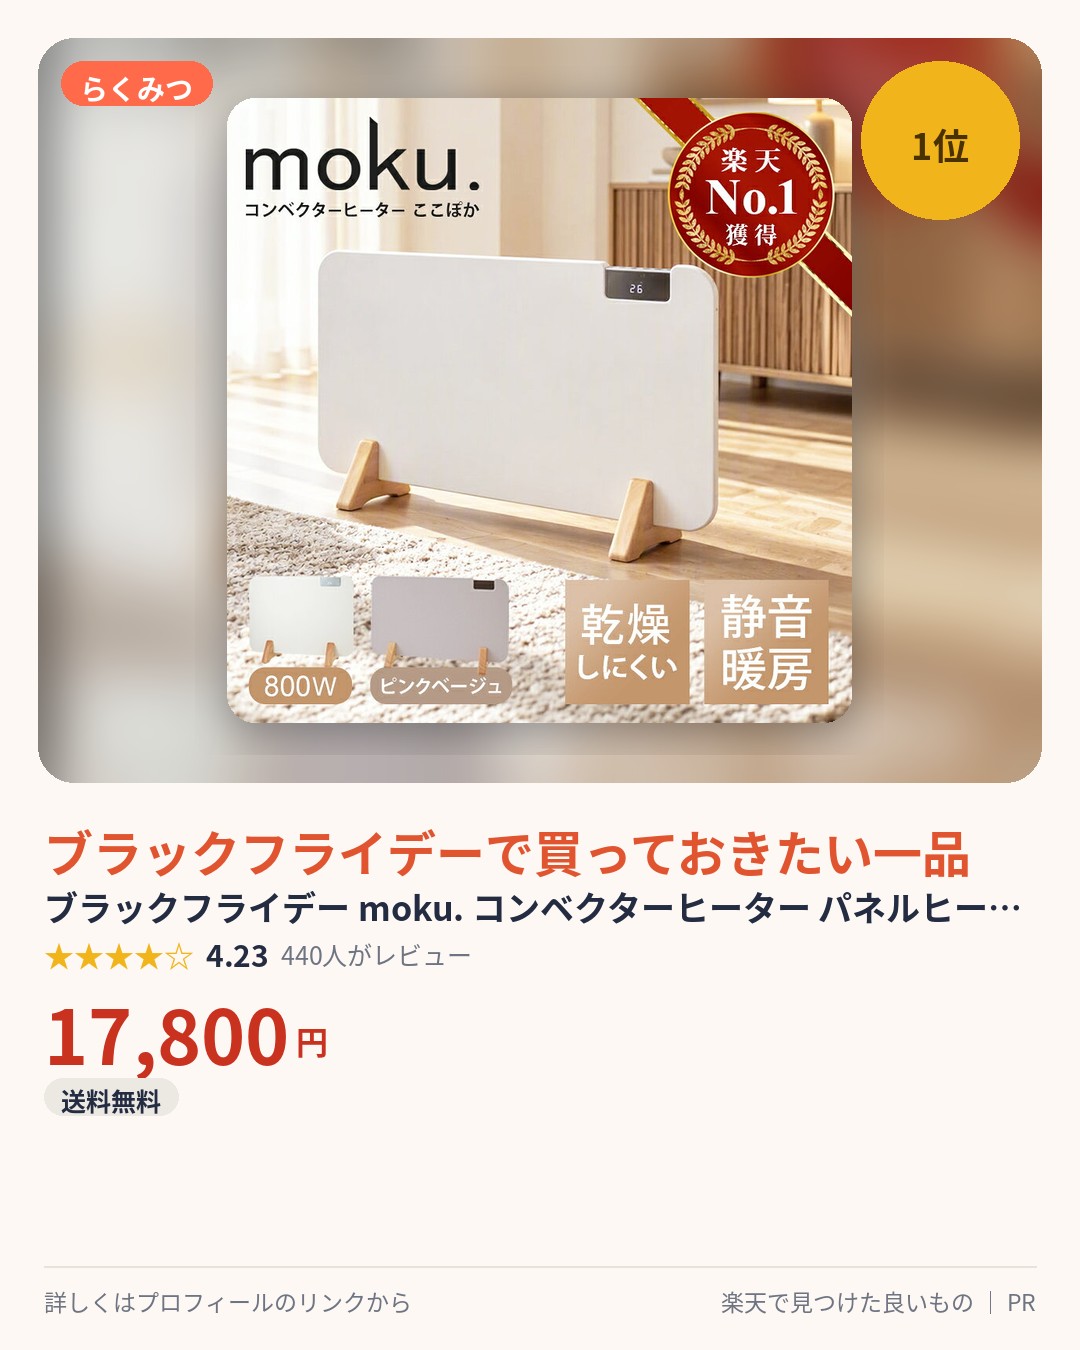 らくみつ
1位
moku.
コンベクターヒーター ここぽか
楽天
No.1
獲得
26
800W
ピンクベージュ
乾燥
しにくい
静音
暖房
ブラックフライデーで買っておきたい一品
ブラックフライデー moku. コンベクターヒーター パネルヒー…
★★★★☆ 4.23 440人がレビュー
17,800円
送料無料
詳しくはプロフィールのリンクから
楽天で見つけた良いもの｜PR